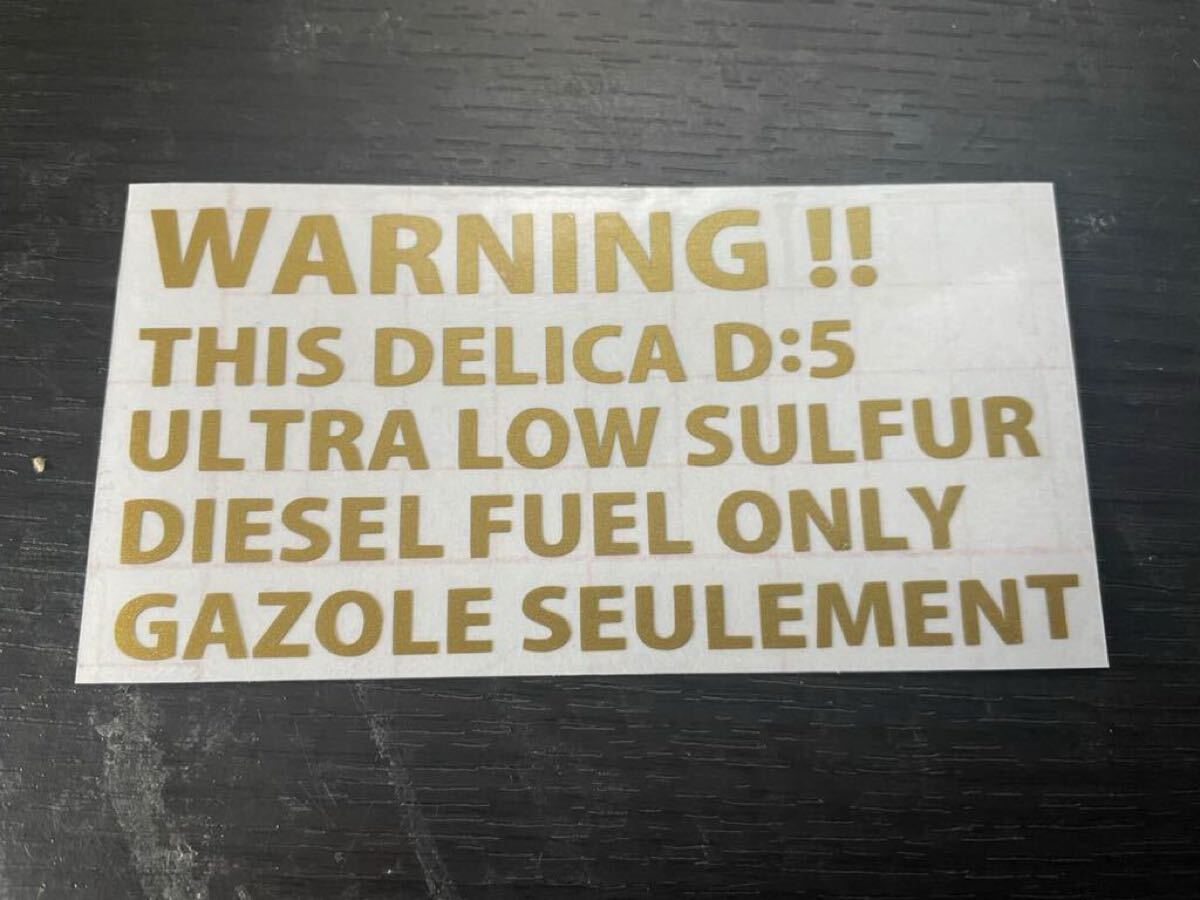 WARNING !!
THIS DELICA D:5
ULTRA LOW SULFUR
DIESEL FUEL ONLY
GAZOLE SEULEMENT